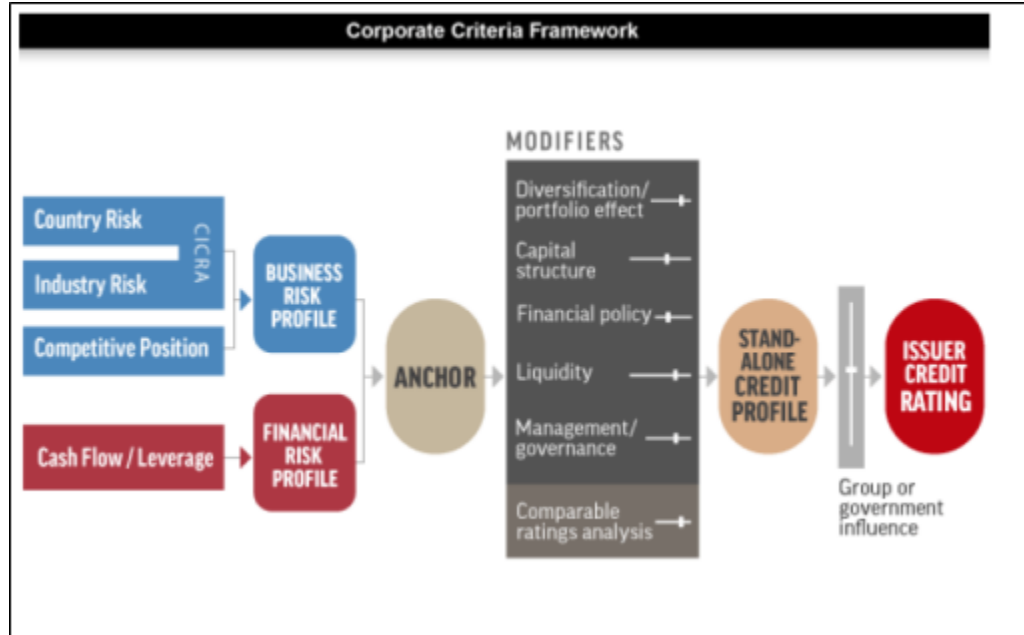 Corporate Criteria Framework
MODIFIERS
Country Risk
Industry Risk
CICRA
Competitive Position
BUSINESS
RISK
PROFILE
Cash Flow / Leverage
FINANCIAL
RISK
PROFILE
ANCHOR
Diversification/
portfolio effect
Capital
structure
Financial policy
Liquidity
Management/
governance
Comparable
ratings analysis
STAND-
ALONE
CREDIT
PROFILE
Group or
government
influence
ISSUER
CREDIT
RATING